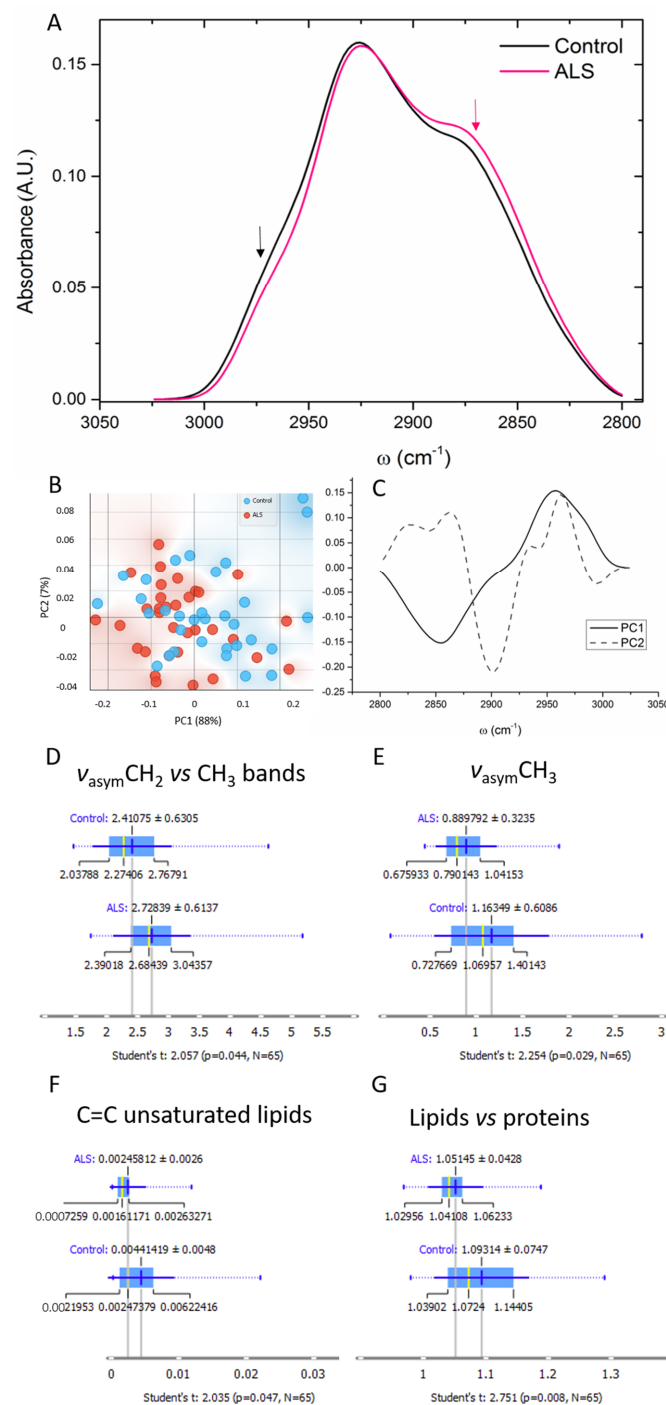 A
Control
ALS
Absorbance (A.U.)
0.15
0.10
0.05
0.00
3050 3000 2950 2900 2850 2800
ω (cm-1)
B
Control
ALS
PC2 (7%)
0.08
0.06
0.04
0.02
0
-0.02
-0.04
-0.2 -0.1 0 0.1 0.2
PC1 (88%)
C
0.15
0.10
0.05
0.00
-0.05
-0.10
-0.15
-0.20
-0.25
PC1
PC2
2800 2850 2900 2950 3000 3050
ω (cm-1)
D
νasymCH2 vs CH3 bands
Control: 2.41075 ± 0.6305
2.03788 2.27406 2.76791
ALS: 2.72839 ± 0.6137
2.39018 2.68439 3.04357
1.5 2 2.5 3 3.5 4 4.5 5 5.5
Student's t: 2.057 (p=0.044, N=65)
E
νasymCH3
ALS: 0.889792 ± 0.3235
0.675933 0.790143 1.04153
Control: 1.16349 ± 0.6086
0.727669 1.06957 1.40143
0.5 1 1.5 2 2.5 3
Student's t: 2.254 (p=0.029, N=65)
F
C=C unsaturated lipids
ALS: 0.00245812 ± 0.0026
0.0007259 0.00161171 0.00263271
Control: 0.00441419 ± 0.0048
0.0021953 0.00247379 0.00622416
0 0.01 0.02 0.03
Student's t: 2.035 (p=0.047, N=65)
G
Lipids vs proteins
ALS: 1.05145 ± 0.0428
1.02956 1.04108 1.06233
Control: 1.09314 ± 0.0747
1.03902 1.0724 1.14405
1 1.1 1.2 1.3
Student's t: 2.751 (p=0.008, N=65)